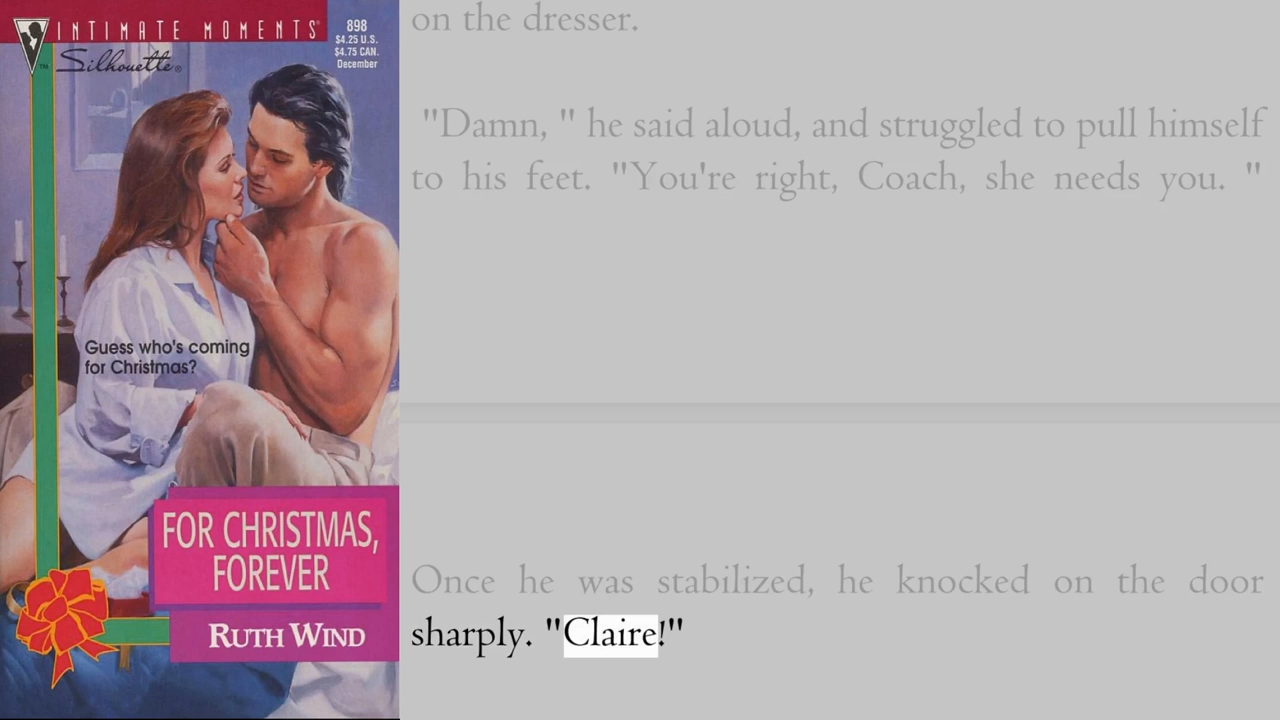 INTIMATE MOMENTS®
898
$4.25 U.S.
$4.75 CAN.
December
™
Silhouette®
Guess who's coming
for Christmas?
FOR CHRISTMAS,
FOREVER
RUTH WIND
on the dresser.
"Damn, " he said aloud, and struggled to pull himself
to his feet. "You're right, Coach, she needs you. "
Once he was stabilized, he knocked on the door
sharply. "Claire!"